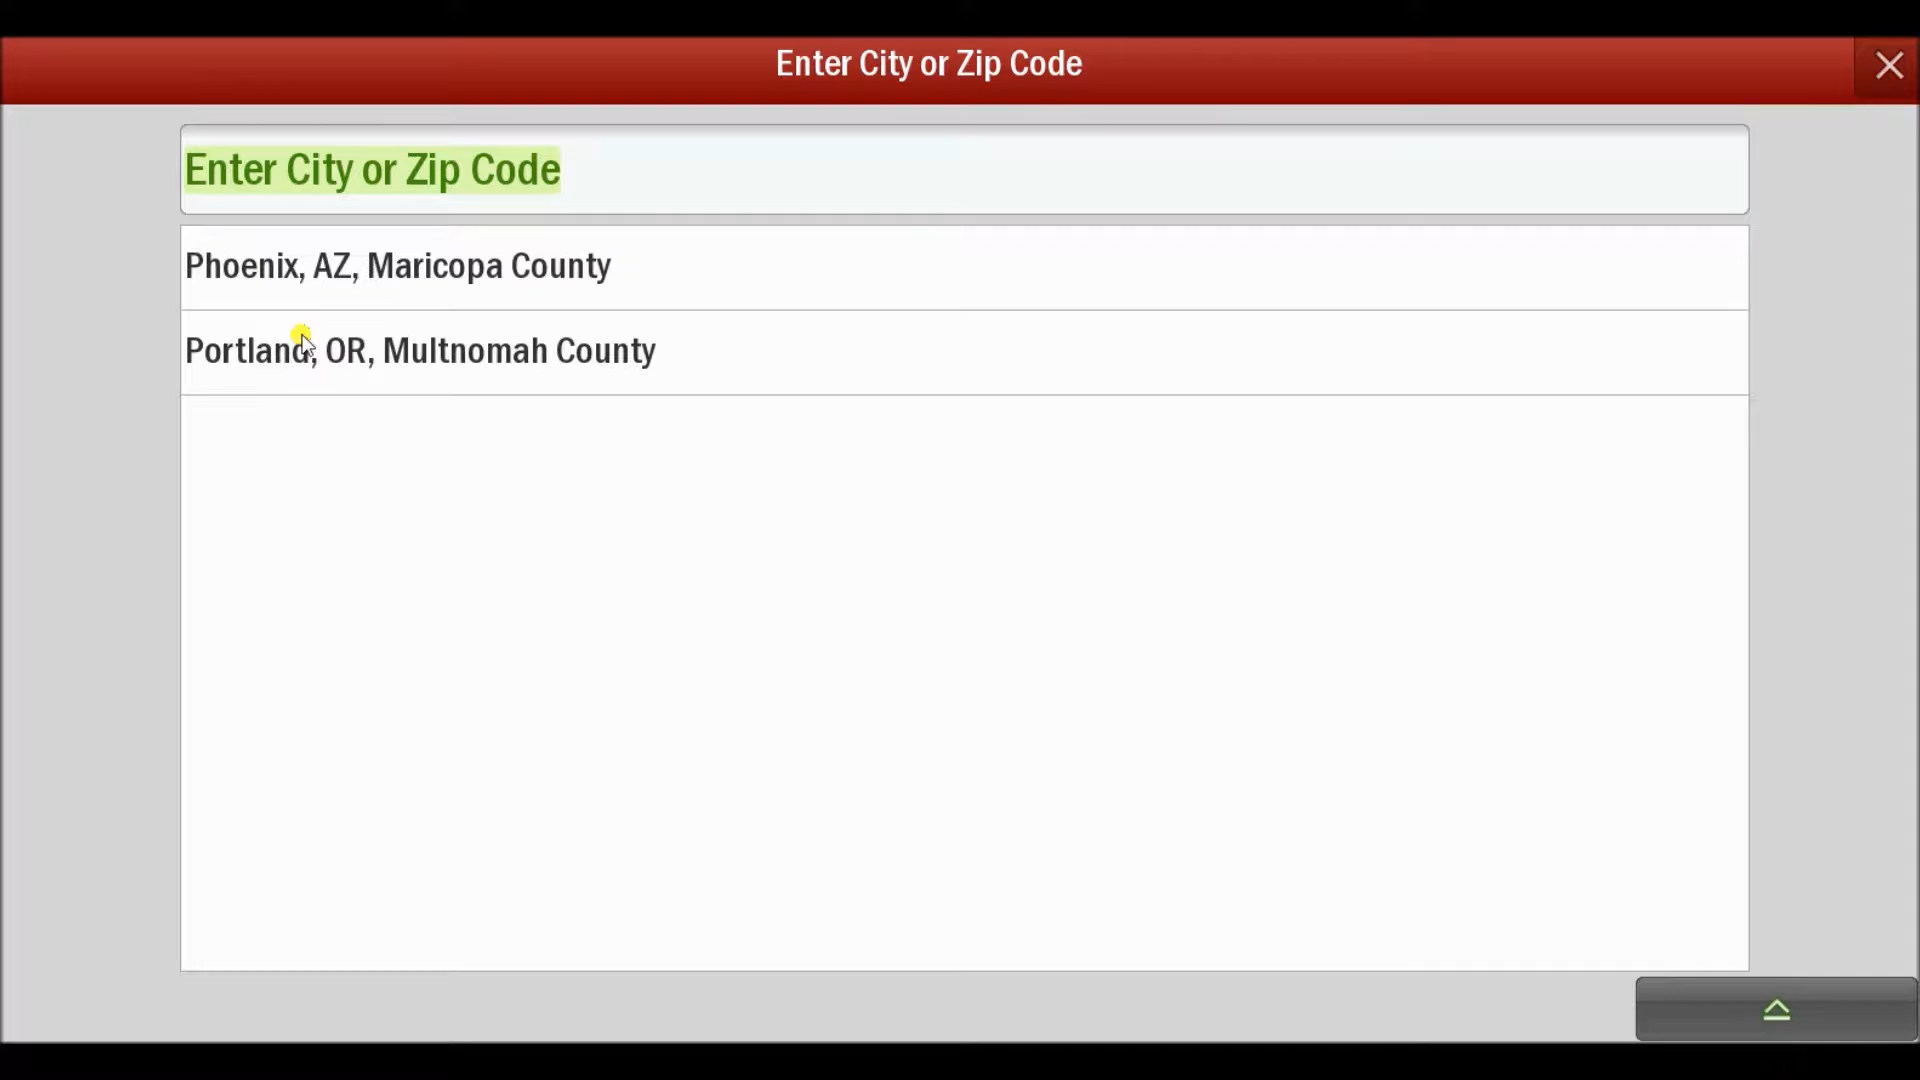 Enter City or Zip Code
Enter City or Zip Code
Phoenix, AZ, Maricopa County
Portland, OR, Multnomah County